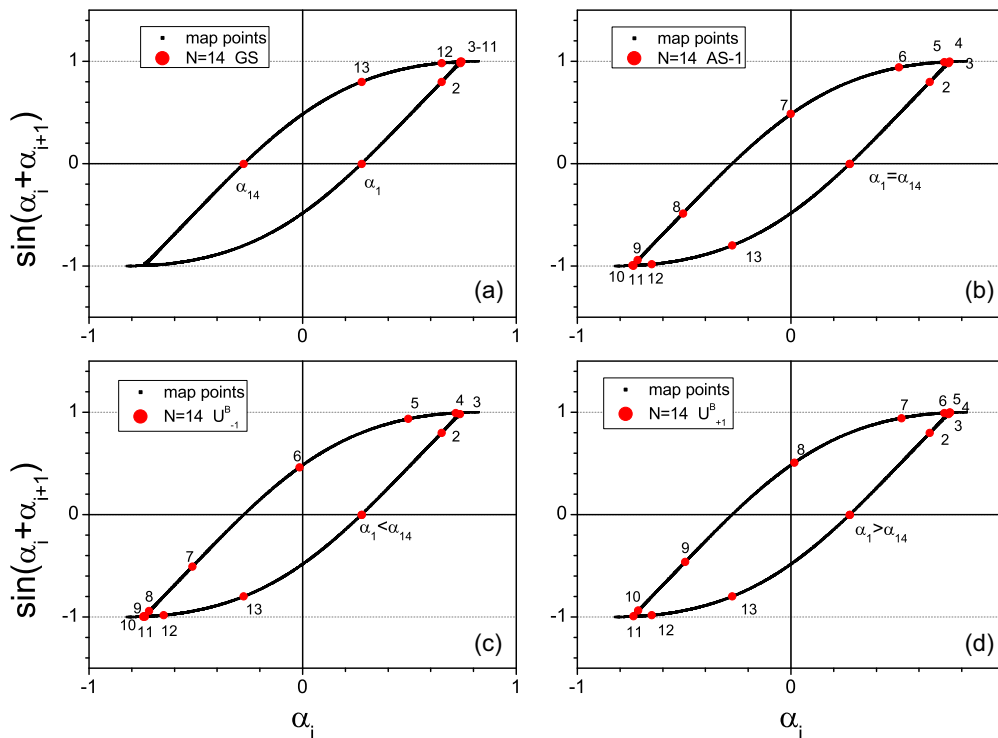 map points
N=14 GS
12
3-11
13
2
1
0
-1
α14
α1
(a)
-1
0
1
sin(αi+αi+1)
map points
N=14 AS-1
6
5
4
3
2
7
1
0
-1
α1=α14
8
9
10
11
12
13
(b)
-1
0
map points
N=14 U^B_-1
5
4
3
2
6
1
0
-1
α1<α14
7
8
9
10
11
12
13
(c)
-1
0
1
sin(αi+αi+1)
αi
map points
N=14 U^B_+1
7
6
5
4
3
2
8
1
0
-1
α1>α14
9
10
11
12
13
(d)
-1
0
αi